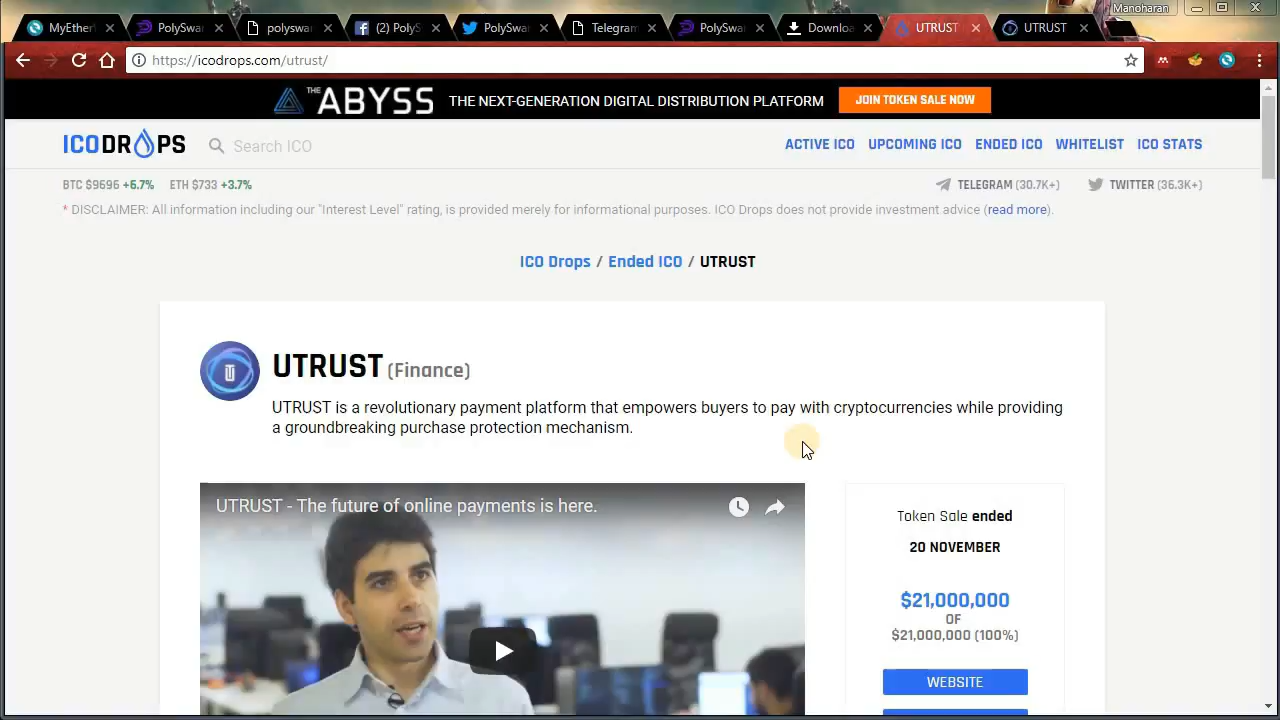 Manoharan
MyEtherl PolySwar polyswar (2) PolyS PolySwar Telegram PolySwar Downloa UTRUST UTRUST
https://icodrops.com/utrust/
THE ABYSS THE NEXT-GENERATION DIGITAL DISTRIBUTION PLATFORM JOIN TOKEN SALE NOW
ICODROPS Search ICO ACTIVE ICO UPCOMING ICO ENDED ICO WHITELIST ICO STATS
BTC $9696 +6.7% ETH $733 +3.7% TELEGRAM (30.7K+) TWITTER (36.3K+)
* DISCLAIMER: All information including our "Interest Level" rating, is provided merely for informational purposes. ICO Drops does not provide investment advice (read more).
ICO Drops / Ended ICO / UTRUST
UTRUST (Finance)
UTRUST is a revolutionary payment platform that empowers buyers to pay with cryptocurrencies while providing
a groundbreaking purchase protection mechanism.
UTRUST - The future of online payments is here.
Token Sale ended
20 NOVEMBER
$21,000,000
OF
$21,000,000 (100%)
WEBSITE